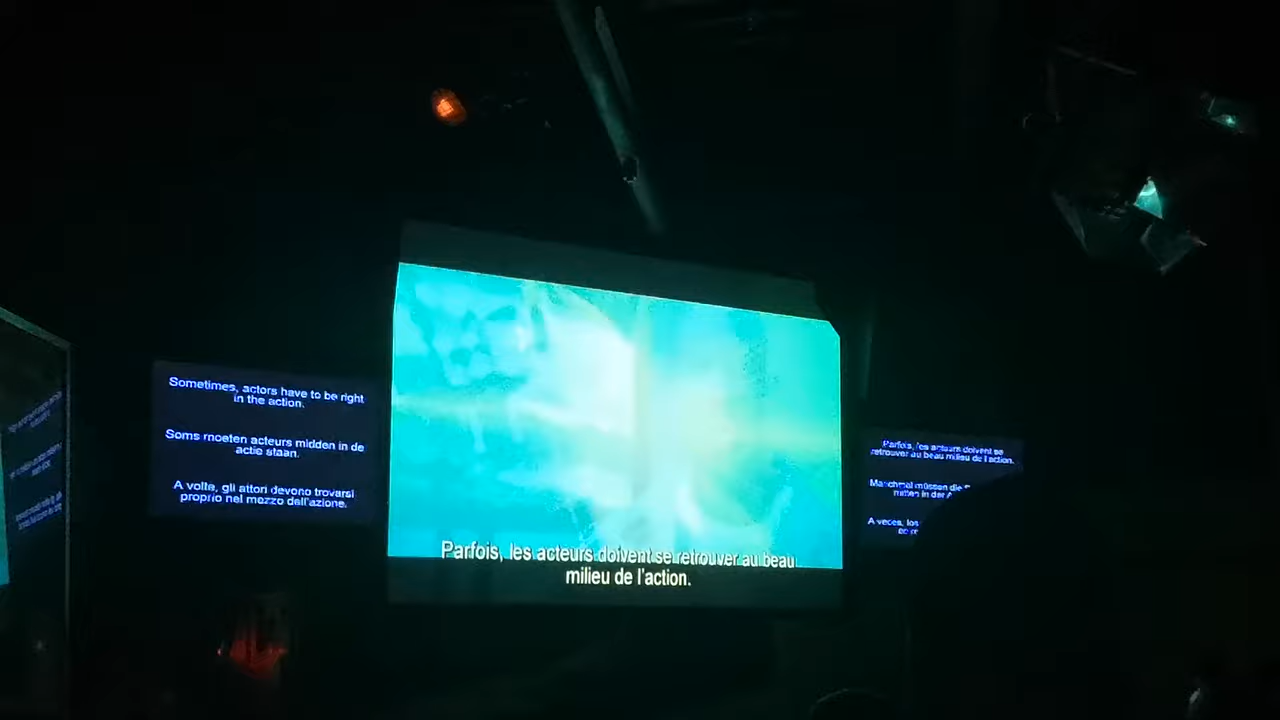 Sometimes, actors have to be right
in the action.
Soms moeten acteurs midden in de
actie staan.
A volte, gli attori devono trovarsi
proprio nel mezzo dell'azione.
Parfois, les acteurs doivent se retrouver au beau
milieu de l'action.
Parfois, les acteurs doivent se
retrouver au beau milieu de l'action.
Manchmal müssen die
mitten in der
A veces, los